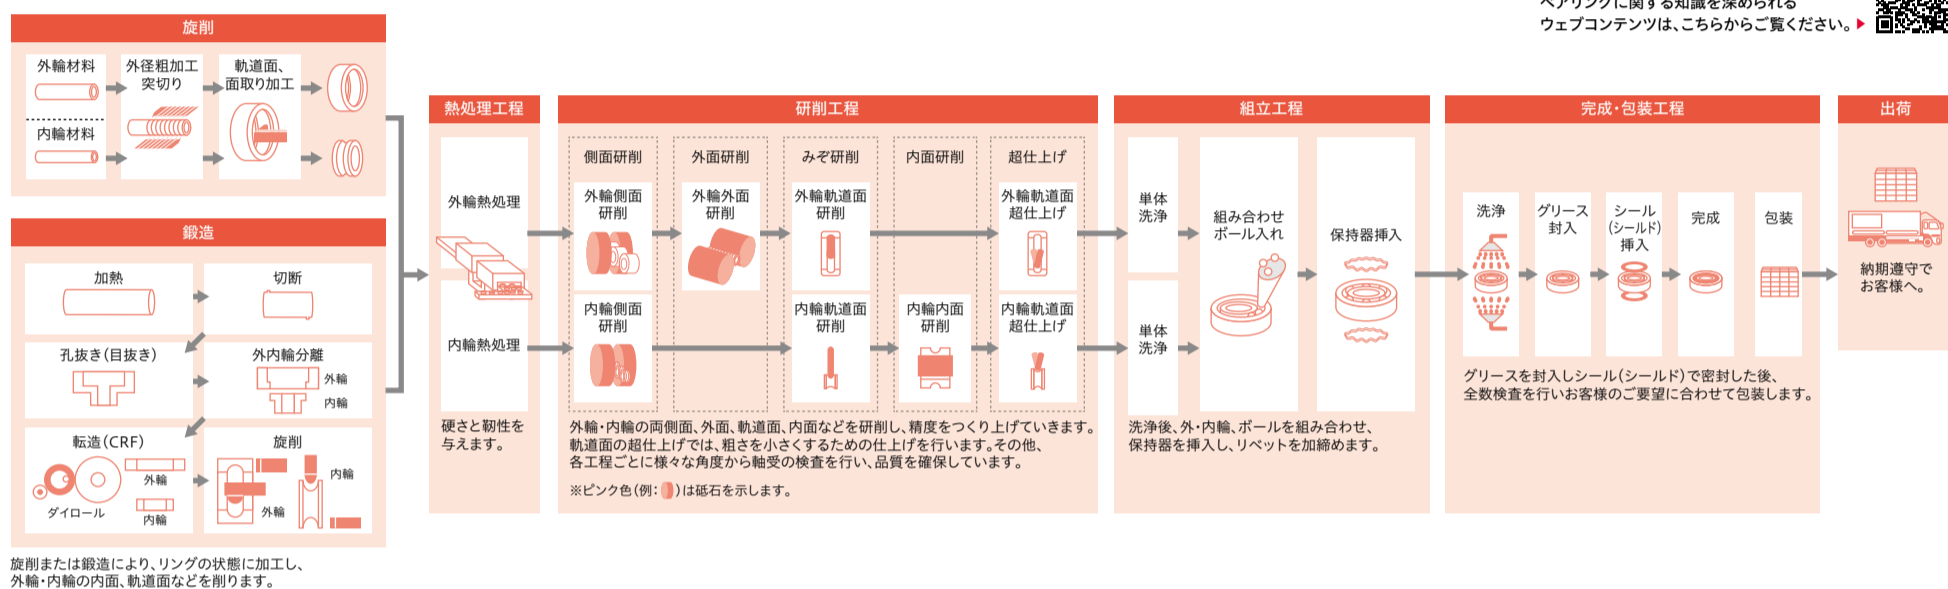 ベアリングに関する知識を深められる
ウェブコンテンツは、こちらからご覧ください。
旋削
外輪材料
内輪材料
外径粗加工
突切り
軌道面、
面取り加工
鍛造
加熱
切断
孔抜き(目抜き)
外内輪分離
外輪
内輪
転造(CRF)
外輪
内輪
ダイロール
旋削
内輪
外輪
旋削または鍛造により、リングの状態に加工し、
外輪・内輪の内面、軌道面などを削ります。
熱処理工程
外輪熱処理
内輪熱処理
硬さと靭性を
与えます。
研削工程
側面研削
外輪側面
研削
内輪側面
研削
外面研削
外輪外面
研削
みぞ研削
外輪軌道面
研削
内輪軌道面
研削
内面研削
内輪内面
研削
超仕上げ
外輪軌道面
超仕上げ
内輪軌道面
超仕上げ
外輪・内輪の両側面、外面、軌道面、内面などを研削し、精度をつくり上げていきます。
軌道面の超仕上げでは、粗さを小さくするための仕上げを行います。その他、
各工程ごとに様々な角度から軸受の検査を行い、品質を確保しています。
※ピンク色(例: )は砥石を示します。
組立工程
単体
洗浄
単体
洗浄
組み合わせ
ボール入れ
保持器挿入
洗浄後、外・内輪、ボールを組み合わせ、
保持器を挿入し、リベットを加締めます。
完成・包装工程
洗浄
グリース
封入
シール
(シールド)
挿入
完成
包装
グリースを封入しシール(シールド)で密封した後、
全数検査を行いお客様のご要望に合わせて包装します。
出荷
納期遵守で
お客様へ。